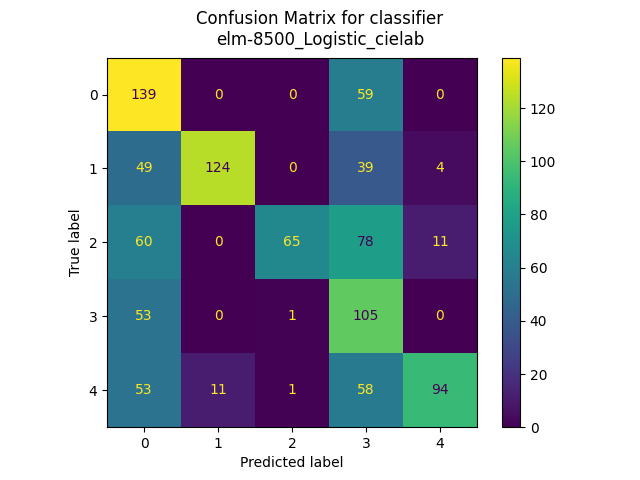 Confusion Matrix for classifier
elm-8500_Logistic_cielab
0 139 0 0 59 0
1 49 124 0 39 4
2 60 0 65 78 11
3 53 0 1 105 0
4 53 11 1 58 94
0 1 2 3 4
Predicted label
True label
120
100
80
60
40
20
0